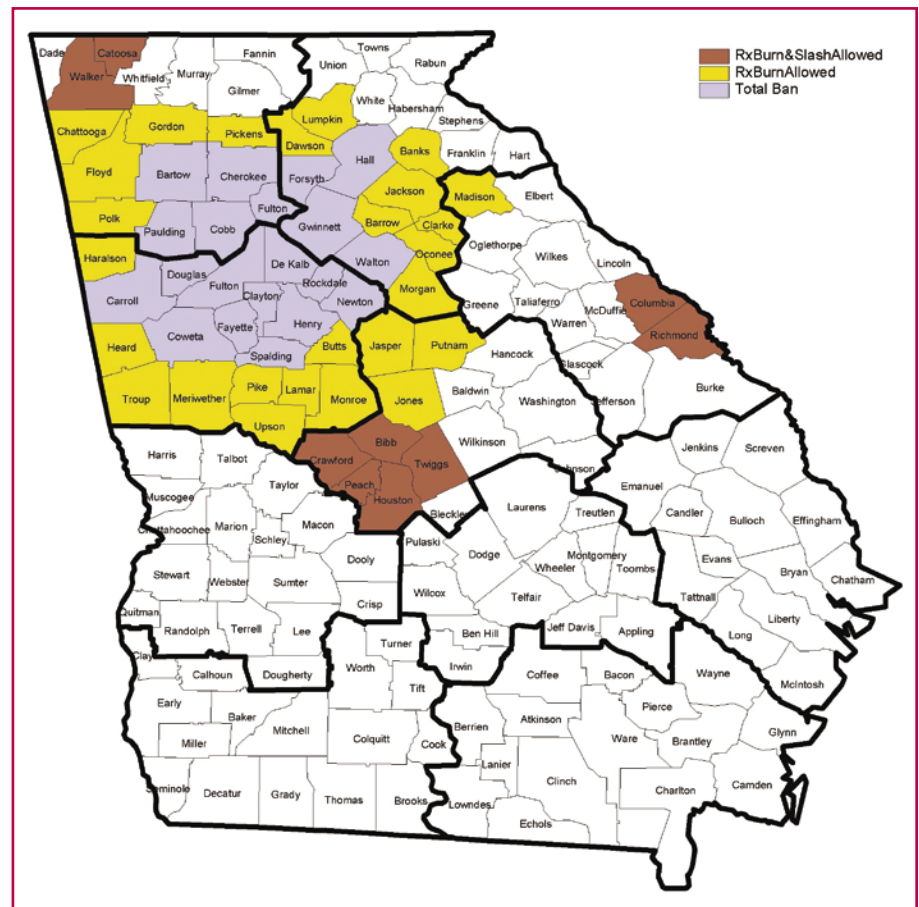 RxBurn&SlashAllowed
RxBurnAllowed
Total Ban
Dade
Catoosa
Walker
Whitfield
Murray
Fannin
Gilmer
Union
Towns
Rabun
White
Habersham
Stephens
Lumpkin
Dawson
Chattooga
Gordon
Pickens
Hall
Banks
Franklin
Hart
Floyd
Bartow
Cherokee
Forsyth
Jackson
Madison
Elbert
Polk
Paulding
Cobb
Fulton
Gwinnett
Barrow
Clarke
Oconee
Oglethorpe
Wilkes
Lincoln
Haralson
Douglas
De Kalb
Walton
Morgan
Greene
Taliaferro
McDuffie
Columbia
Carroll
Fulton
Clayton
Rockdale
Newton
Warren
Richmond
Coweta
Fayette
Henry
Heard
Spalding
Butts
Jasper
Putnam
Hancock
Glascock
Jefferson
Burke
Troup
Meriwether
Pike
Lamar
Monroe
Jones
Baldwin
Washington
Upson
Bibb
Wilkinson
Crawford
Twiggs
Peach
Houston
Bleckley
Johnson
Jenkins
Screven
Harris
Talbot
Taylor
Muscogee
Chattahoochee
Marion
Schley
Macon
Laurens
Treutlen
Emanuel
Candler
Bulloch
Effingham
Pulaski
Dodge
Montgomery
Wheeler
Toombs
Evans
Bryan
Chatham
Tattnall
Stewart
Webster
Sumter
Dooly
Crisp
Wilcox
Telfair
Quitman
Randolph
Terrell
Lee
Ben Hill
Jeff Davis
Appling
Long
Liberty
Clay
Calhoun
Dougherty
Worth
Turner
Irwin
Coffee
Bacon
Wayne
McIntosh
Early
Baker
Mitchell
Tift
Berrien
Atkinson
Pierce
Miller
Colquitt
Cook
Ware
Brantley
Glynn
Lanier
Clinch
Charlton
Camden
Seminole
Decatur
Grady
Thomas
Brooks
Lowndes
Echols